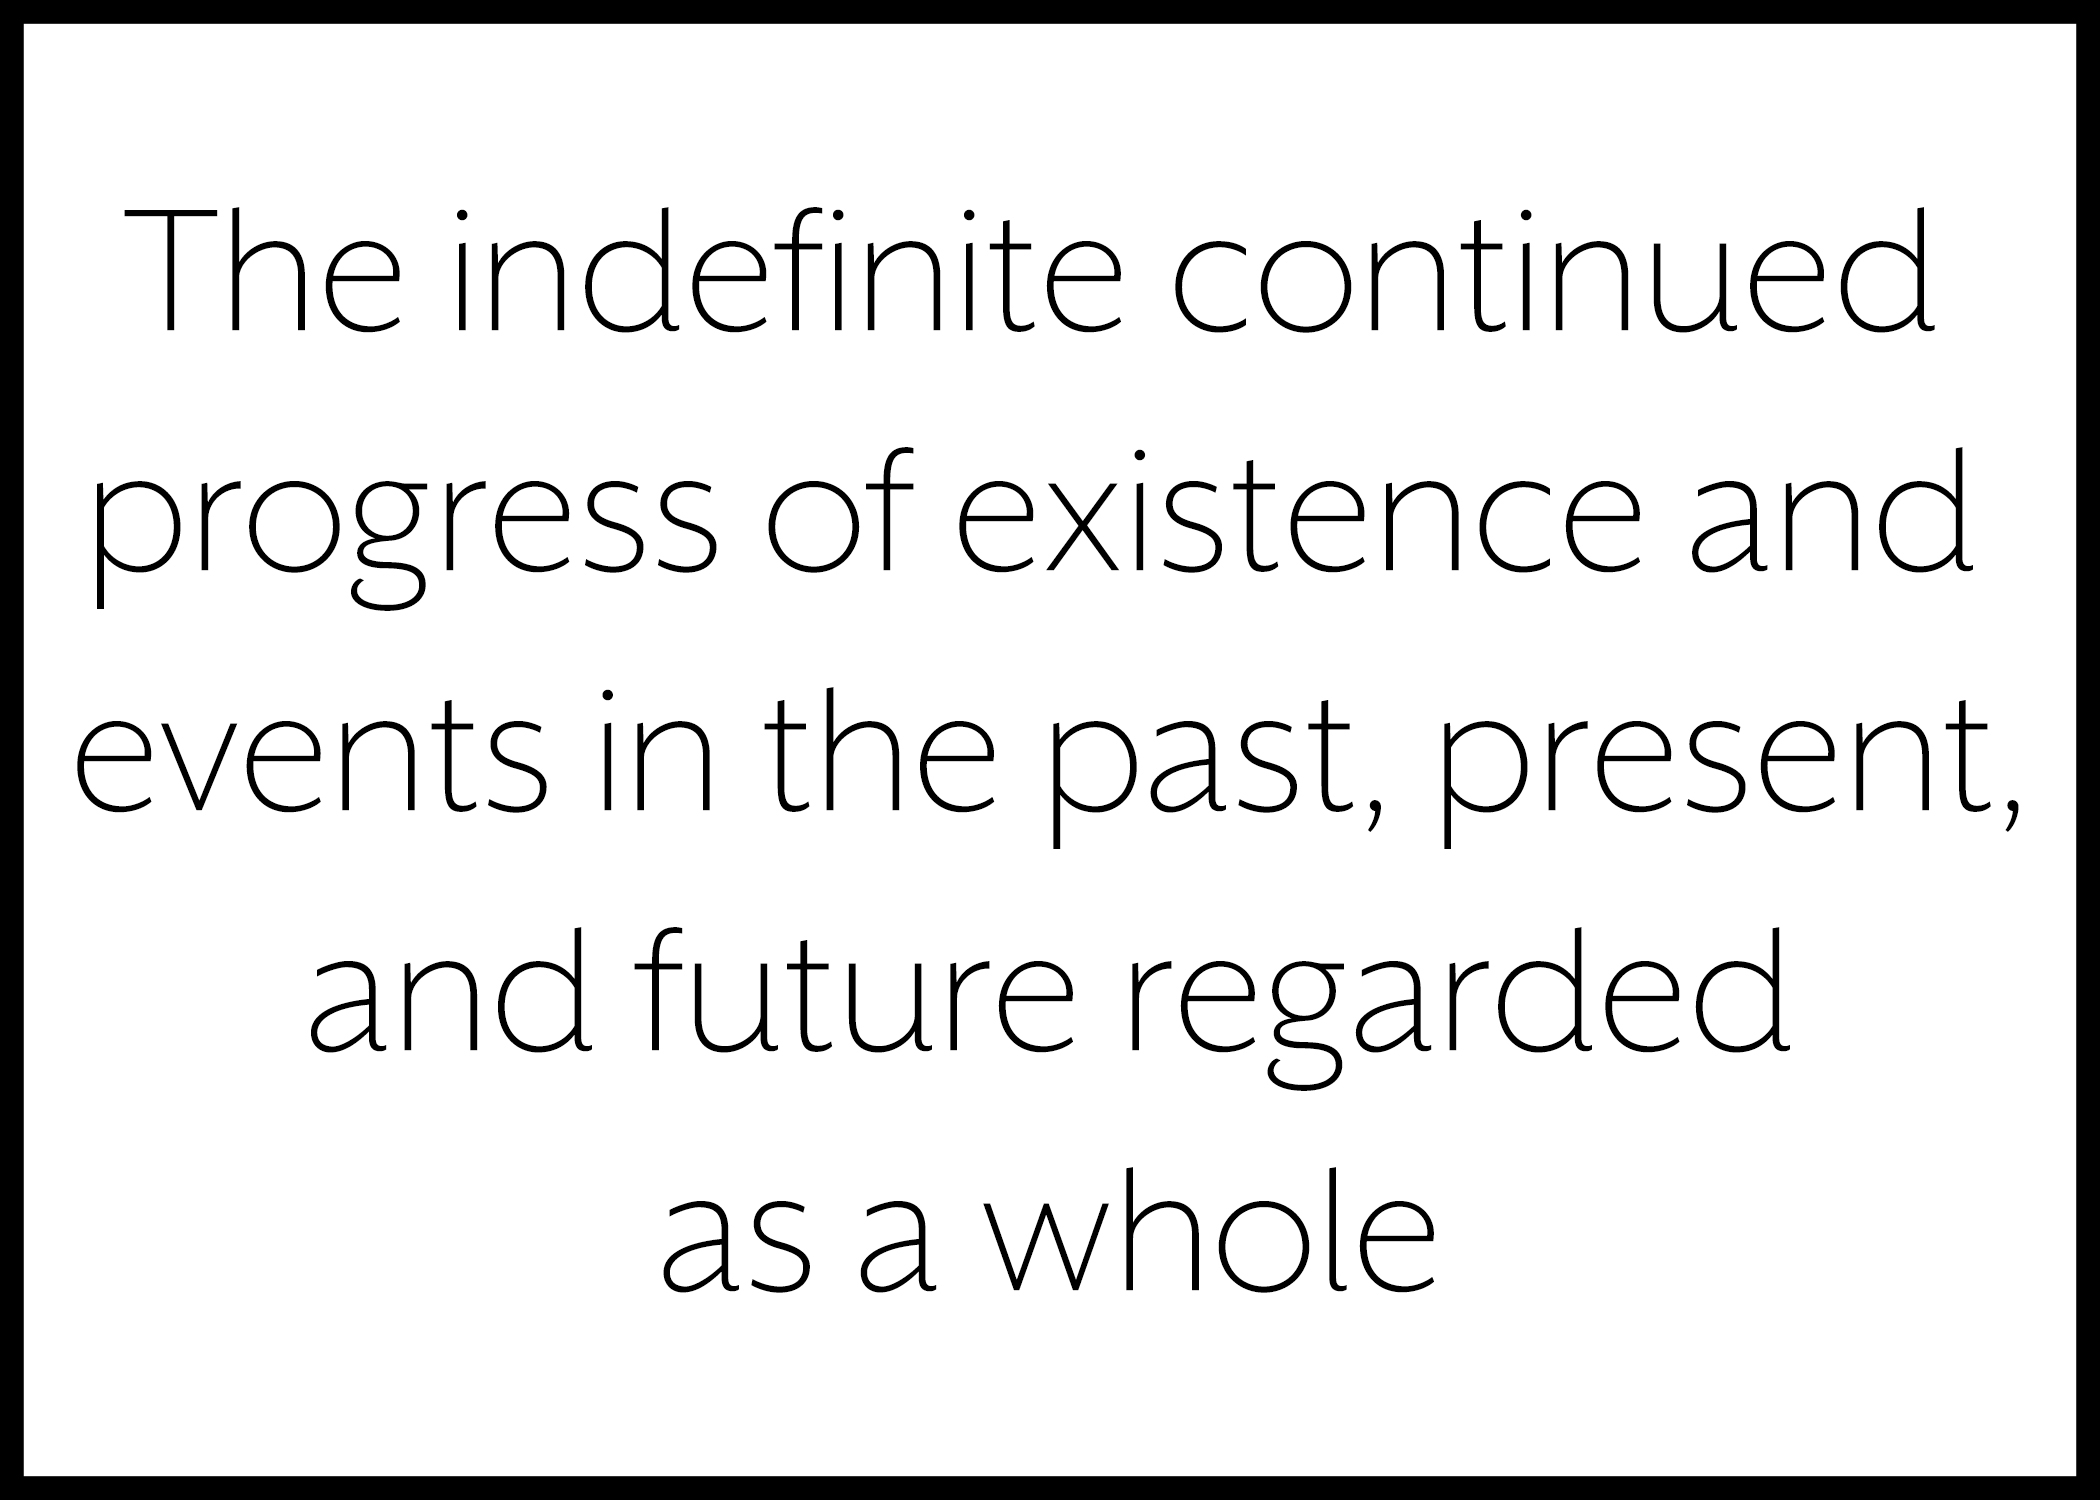 The indefinite continued
progress of existence and
events in the past, present,
and future regarded
as a whole